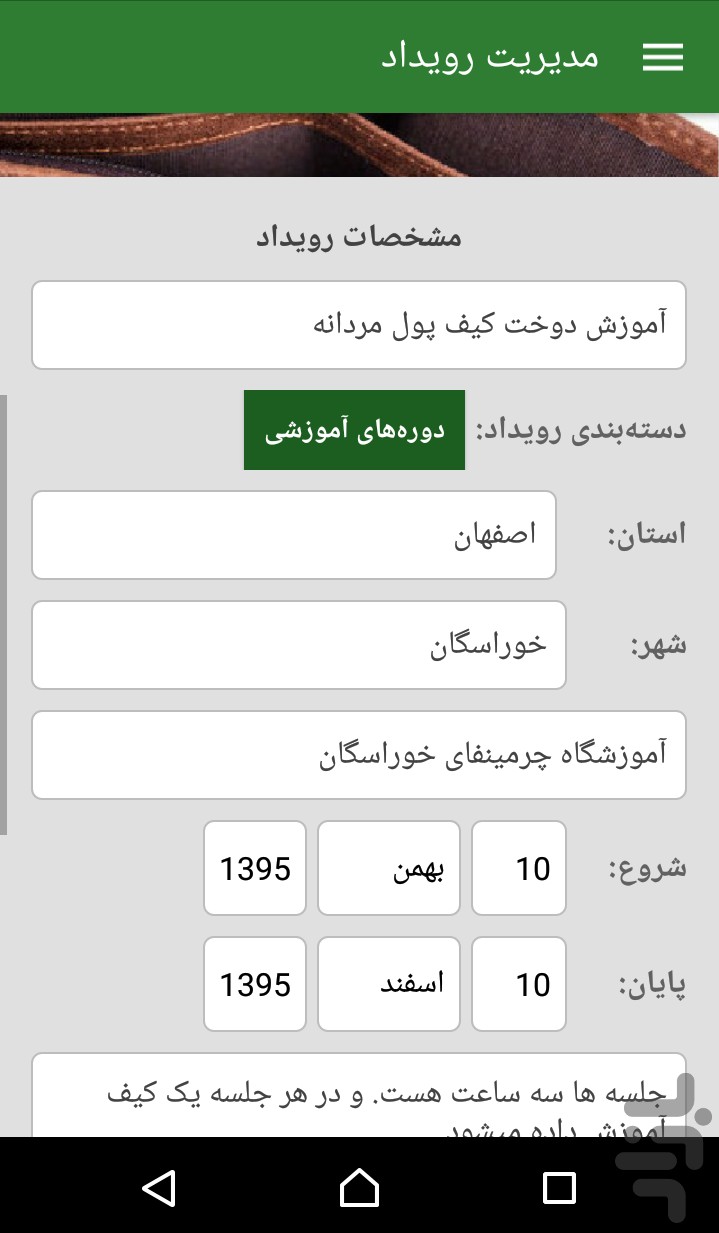 مدیریت رویداد
مشخصات رویداد
آموزش دوخت کیف پول مردانه
دسته‌بندی رویداد: دوره‌های آموزشی
استان: اصفهان
شهر: خوراسگان
آموزشگاه چرمینفای خوراسگان
شروع: 10 بهمن 1395
پایان: 10 اسفند 1395
جلسه ها سه ساعت هست. و در هر جلسه یک کیف
آموزش داده میشود